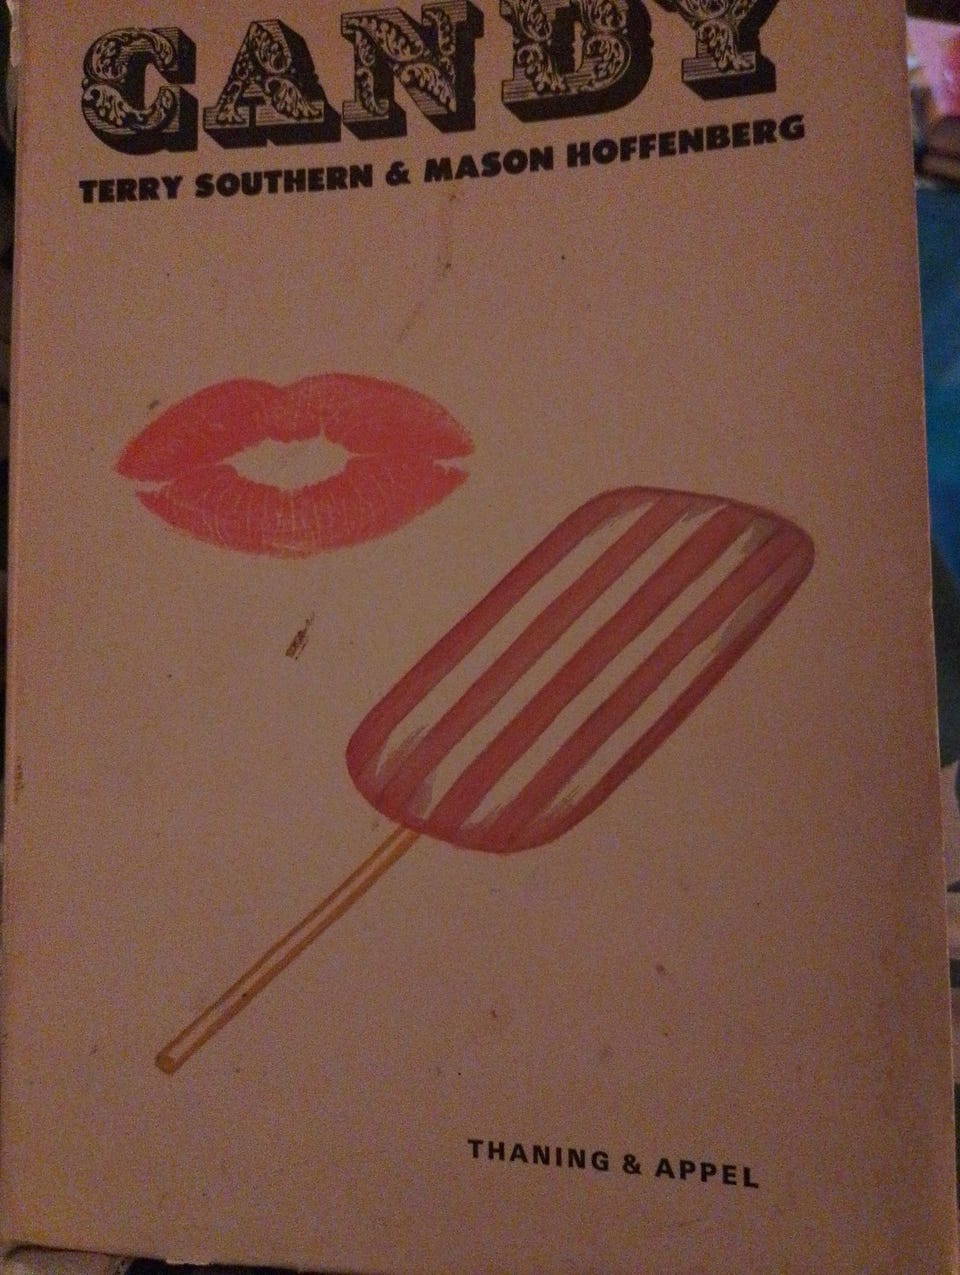 CANDY
TERRY SOUTHERN & MASON HOFFENBERG
THANING & APPEL